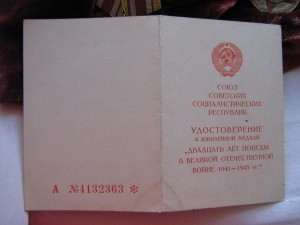 А №4132363 ✻
СОЮЗ
СОВЕТСКИХ
СОЦИАЛИСТИЧЕСКИХ
РЕСПУБЛИК
УДОСТОВЕРЕНИЕ
К ЮБИЛЕЙНОЙ МЕДАЛИ
„ДВАДЦАТЬ ЛЕТ ПОБЕДЫ
В ВЕЛИКОЙ ОТЕЧЕСТВЕННОЙ
ВОЙНЕ 1941—1945 гг.“